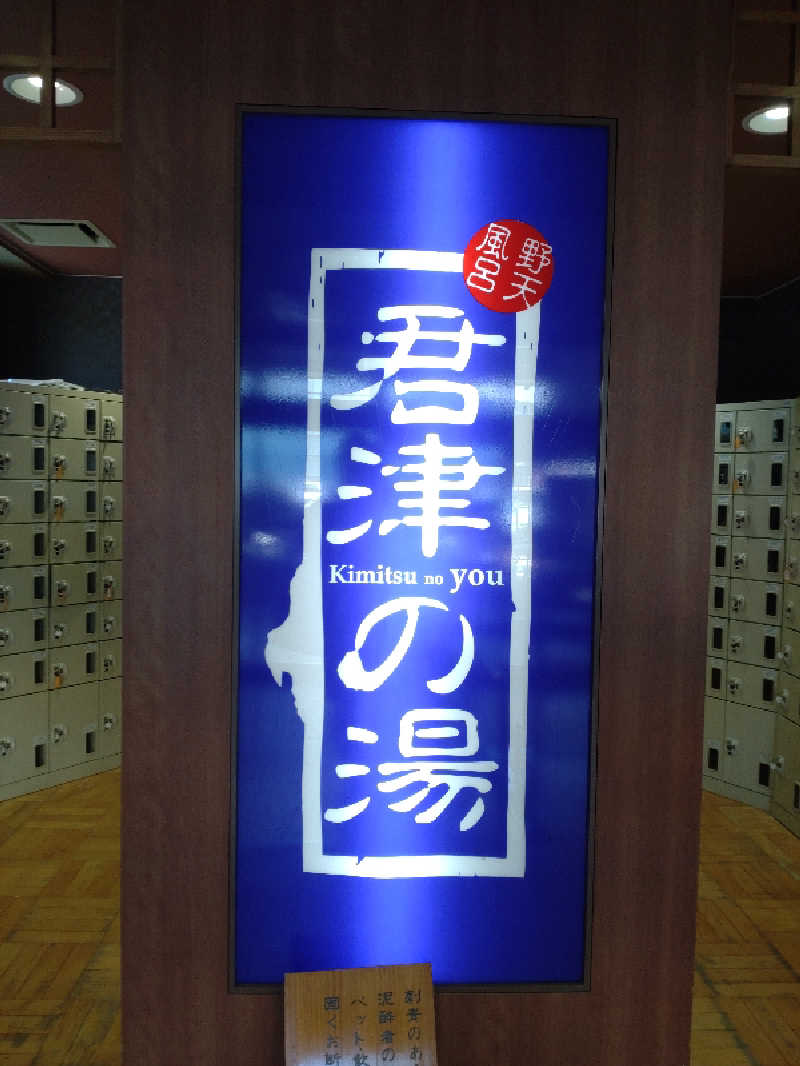 野天
風呂
君津の湯
Kimitsu no you
刺青のあ
泥酔者の
ペット・飲
固くお断